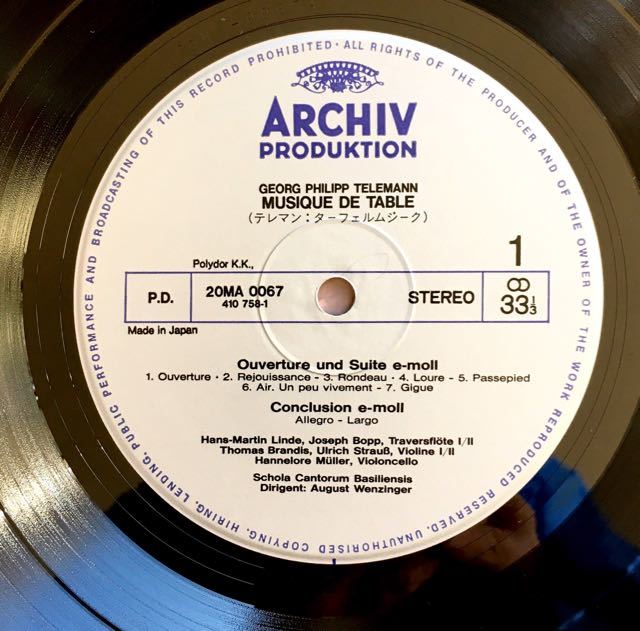 ALL RIGHTS OF THE PRODUCER AND OF THE OWNER OF THE WORK REPRODUCED RESERVED. UNAUTHORISED COPYING, HIRING, LENDING, PUBLIC PERFORMANCE AND BROADCASTING OF THIS RECORD PROHIBITED ·
ARCHIV
PRODUKTION
GEORG PHILIPP TELEMANN
MUSIQUE DE TABLE
(テレマン:ターフェルムジーク)
1
Polydor K.K.,
P.D.
20MA 0067
410 758-1
STEREO
33⅓
Made in Japan
Ouverture und Suite e-moll
1. Ouverture · 2. Rejouissance - 3. Rondeau · 4. Loure - 5. Passepied
6. Air. Un peu vivement - 7. Gigue
Conclusion e-moll
Allegro - Largo
Hans-Martin Linde, Joseph Bopp, Traversflöte I/II
Thomas Brandis, Ulrich Strauß, Violine I/II
Hannelore Müller, Violoncello
Schola Cantorum Basiliensis
Dirigent: August Wenzinger